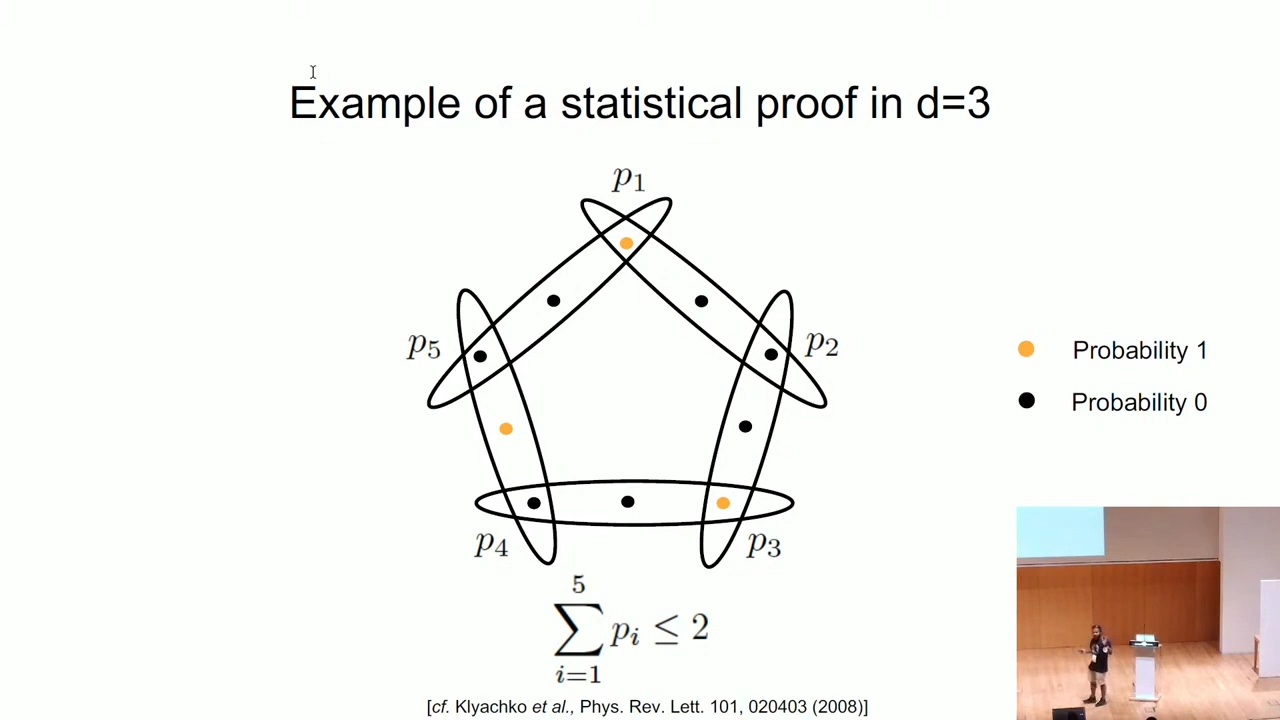 Example of a statistical proof in d=3
p₁
p₅
p₂
Probability 1
Probability 0
p₄
p₃
∑_{i=1}^{5} p_i ≤ 2
[cf. Klyachko et al., Phys. Rev. Lett. 101, 020403 (2008)]